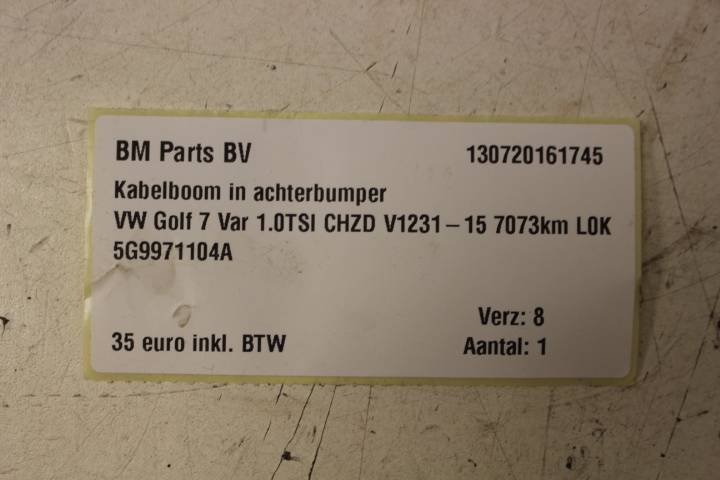 BM Parts BV 130720161745
Kabelboom in achterbumper
VW Golf 7 Var 1.0TSI CHZD V1231–15 7073km L0K
5G9971104A
Verz: 8
35 euro inkl. BTW Aantal: 1